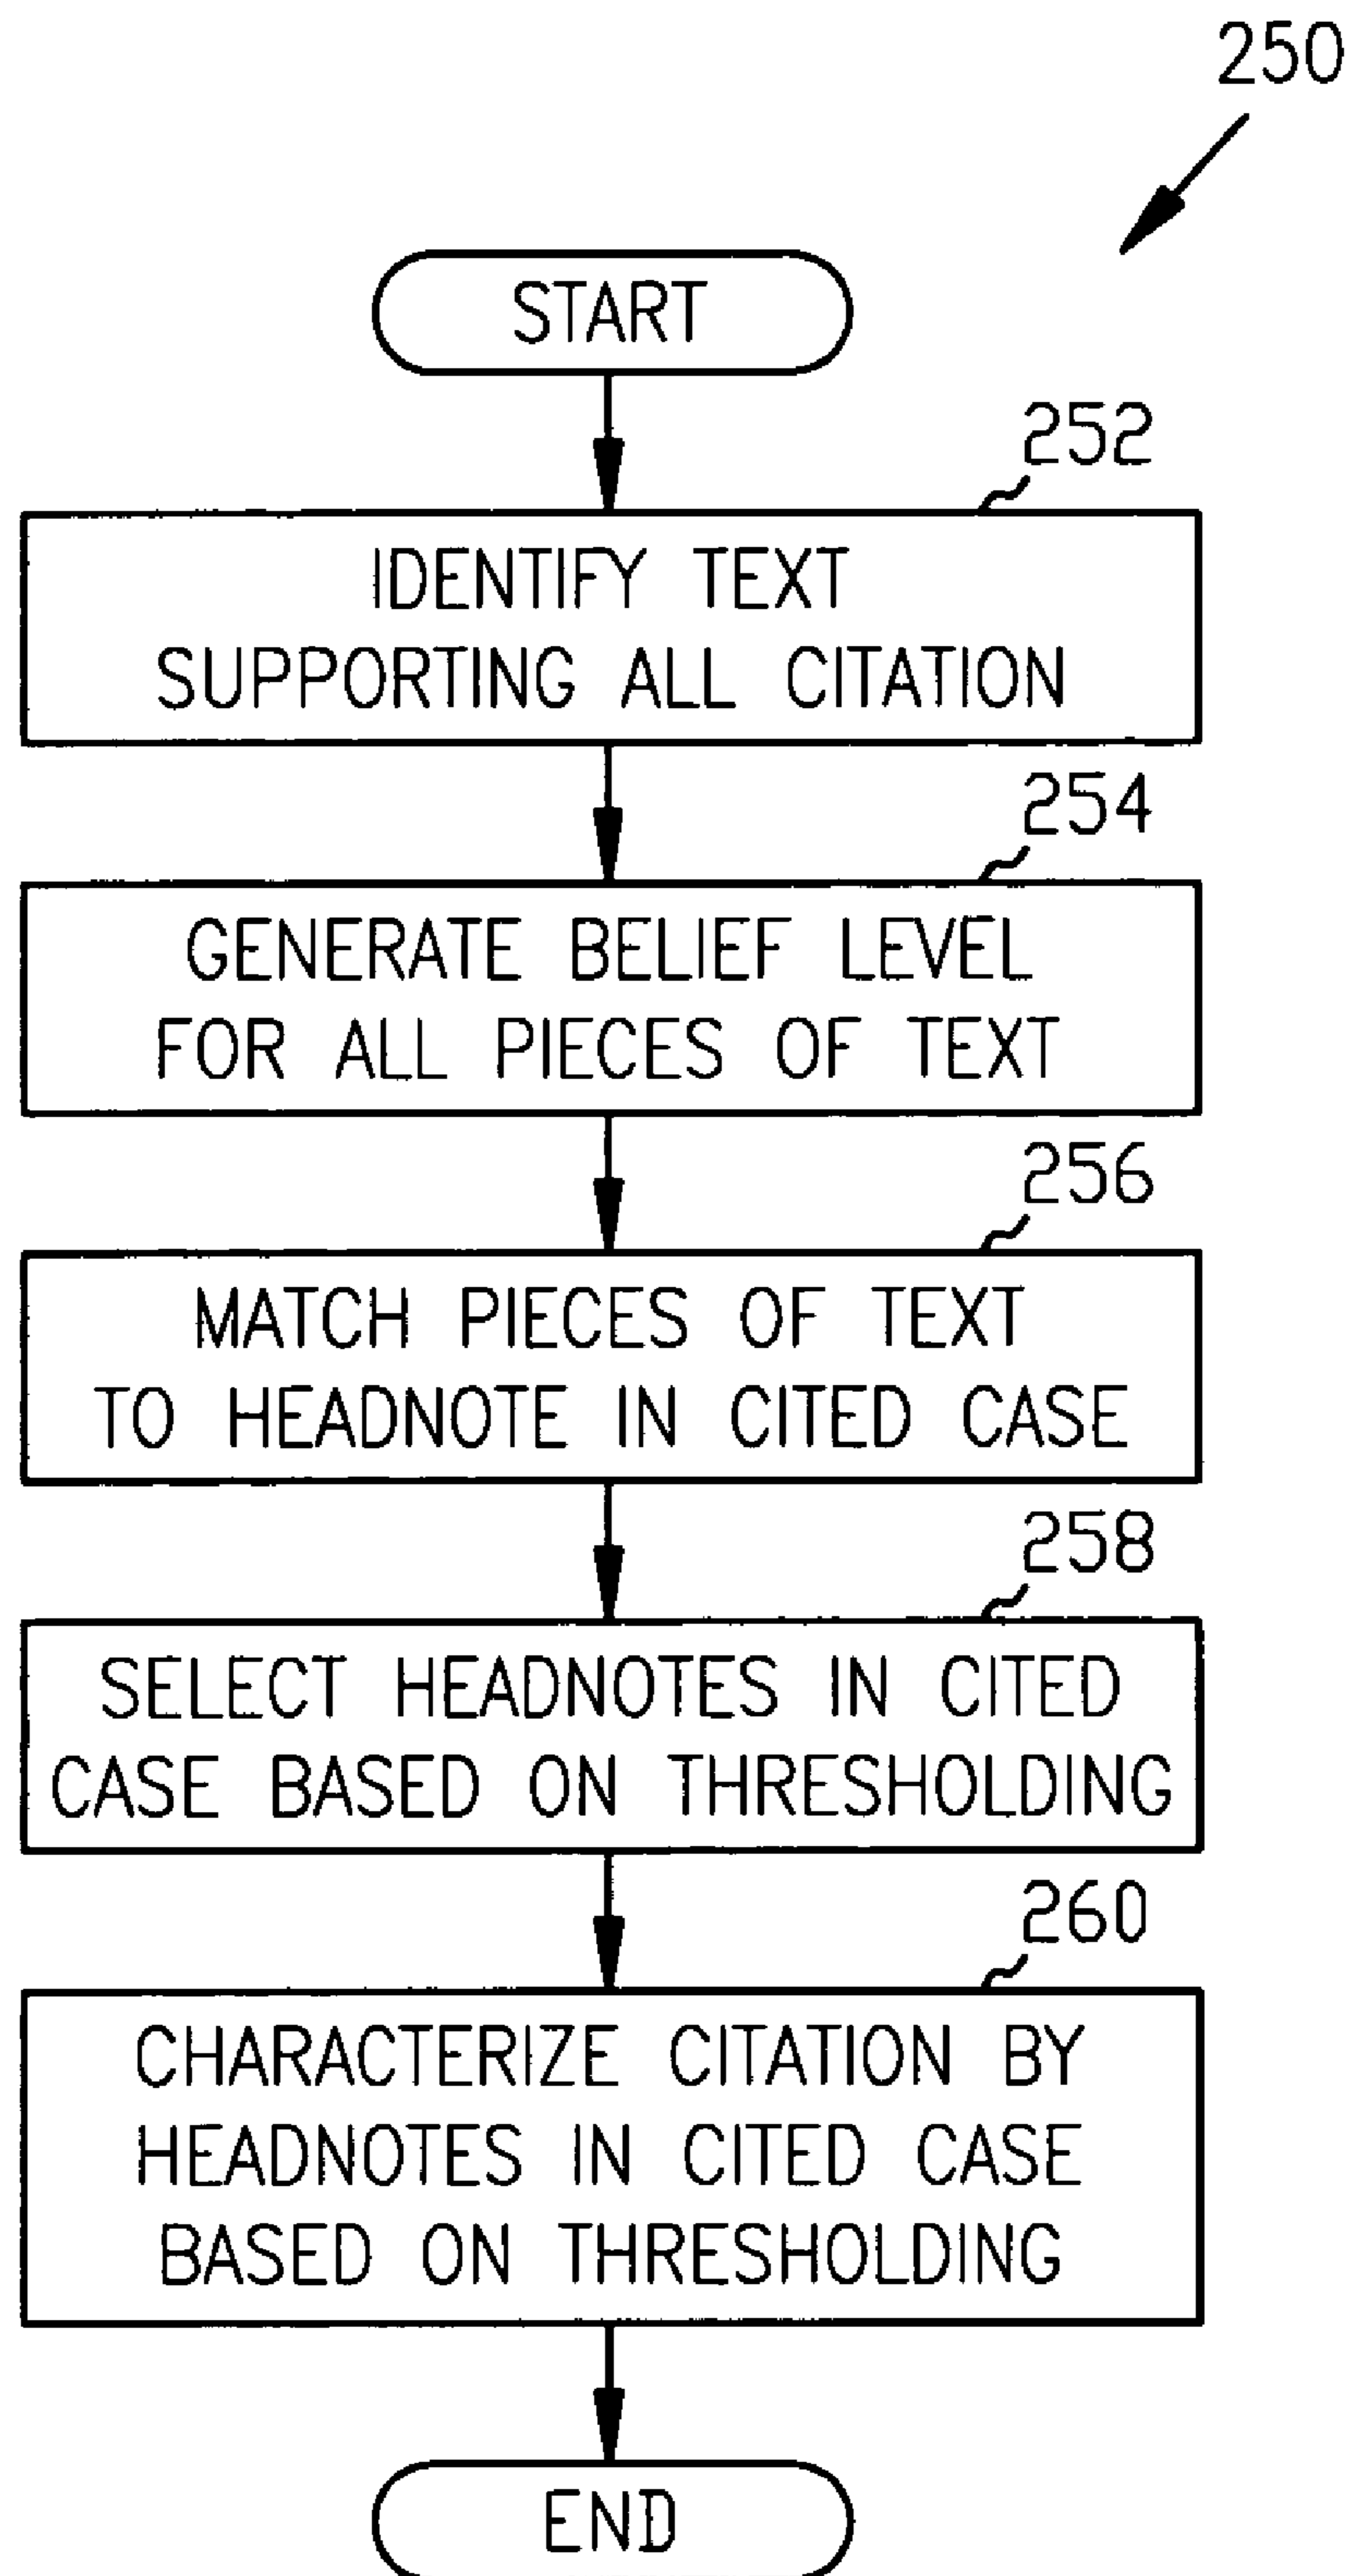 250
START
252
IDENTIFY TEXT
SUPPORTING ALL CITATION
254
GENERATE BELIEF LEVEL
FOR ALL PIECES OF TEXT
256
MATCH PIECES OF TEXT
TO HEADNOTE IN CITED CASE
258
SELECT HEADNOTES IN CITED
CASE BASED ON THRESHOLDING
260
CHARACTERIZE CITATION BY
HEADNOTES IN CITED CASE
BASED ON THRESHOLDING
END